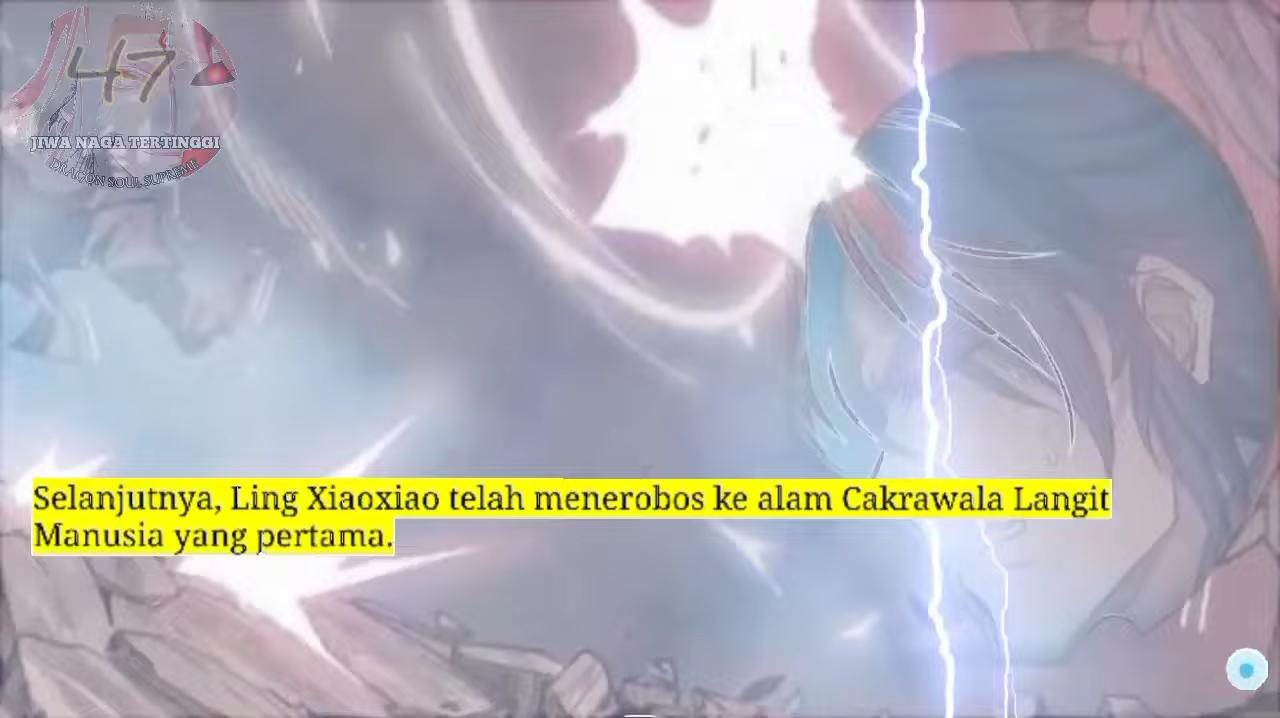 47
JIWA NAGA TERTINGGI
DRAGON SOUL SUPREME
Selanjutnya, Ling Xiaoxiao telah menerobos ke alam Cakrawala Langit
Manusia yang pertama.